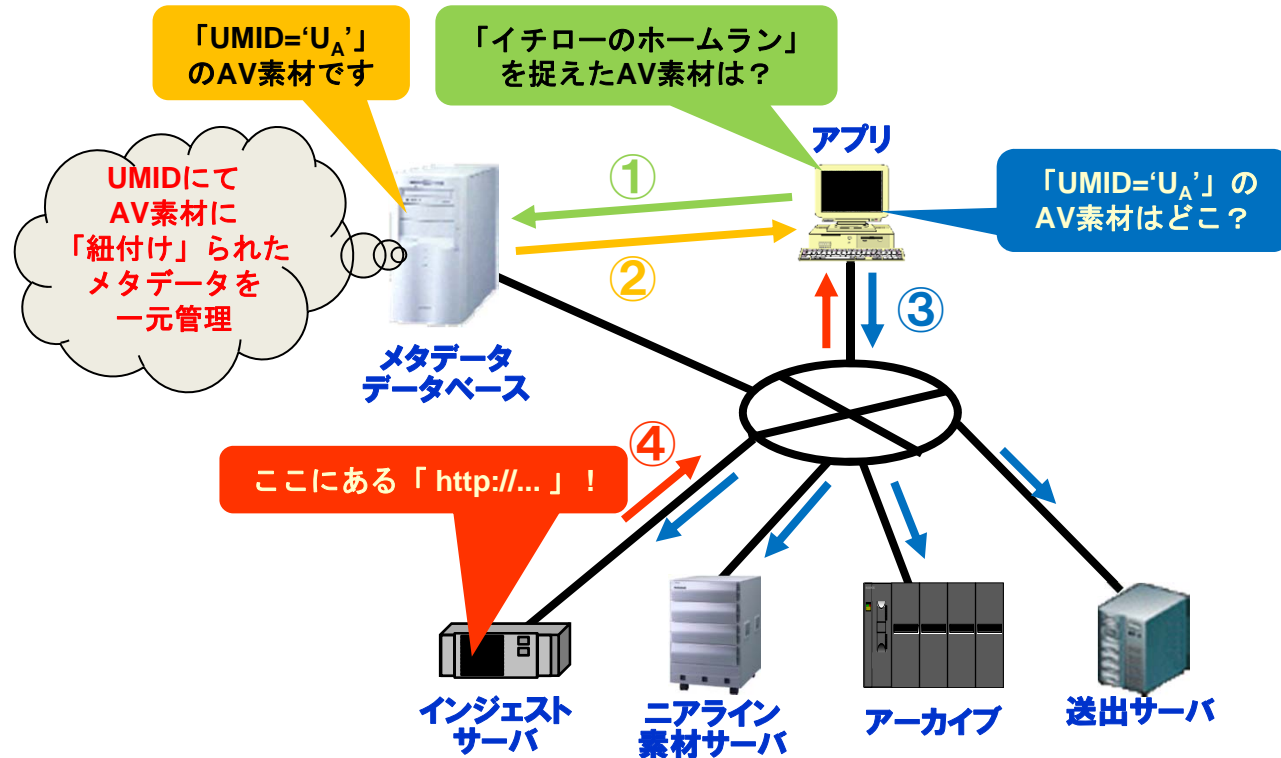 「UMID=‘U_A’」
のAV素材です
「イチローのホームラン」
を捉えたAV素材は？
アプリ
「UMID=‘U_A’」の
AV素材はどこ？
UMIDにて
AV素材に
「紐付け」られた
メタデータを
一元管理
①
②
③
メタデータ
データベース
④
ここにある「 http://... 」！
インジェスト
サーバ
ニアライン
素材サーバ
アーカイブ
送出サーバ